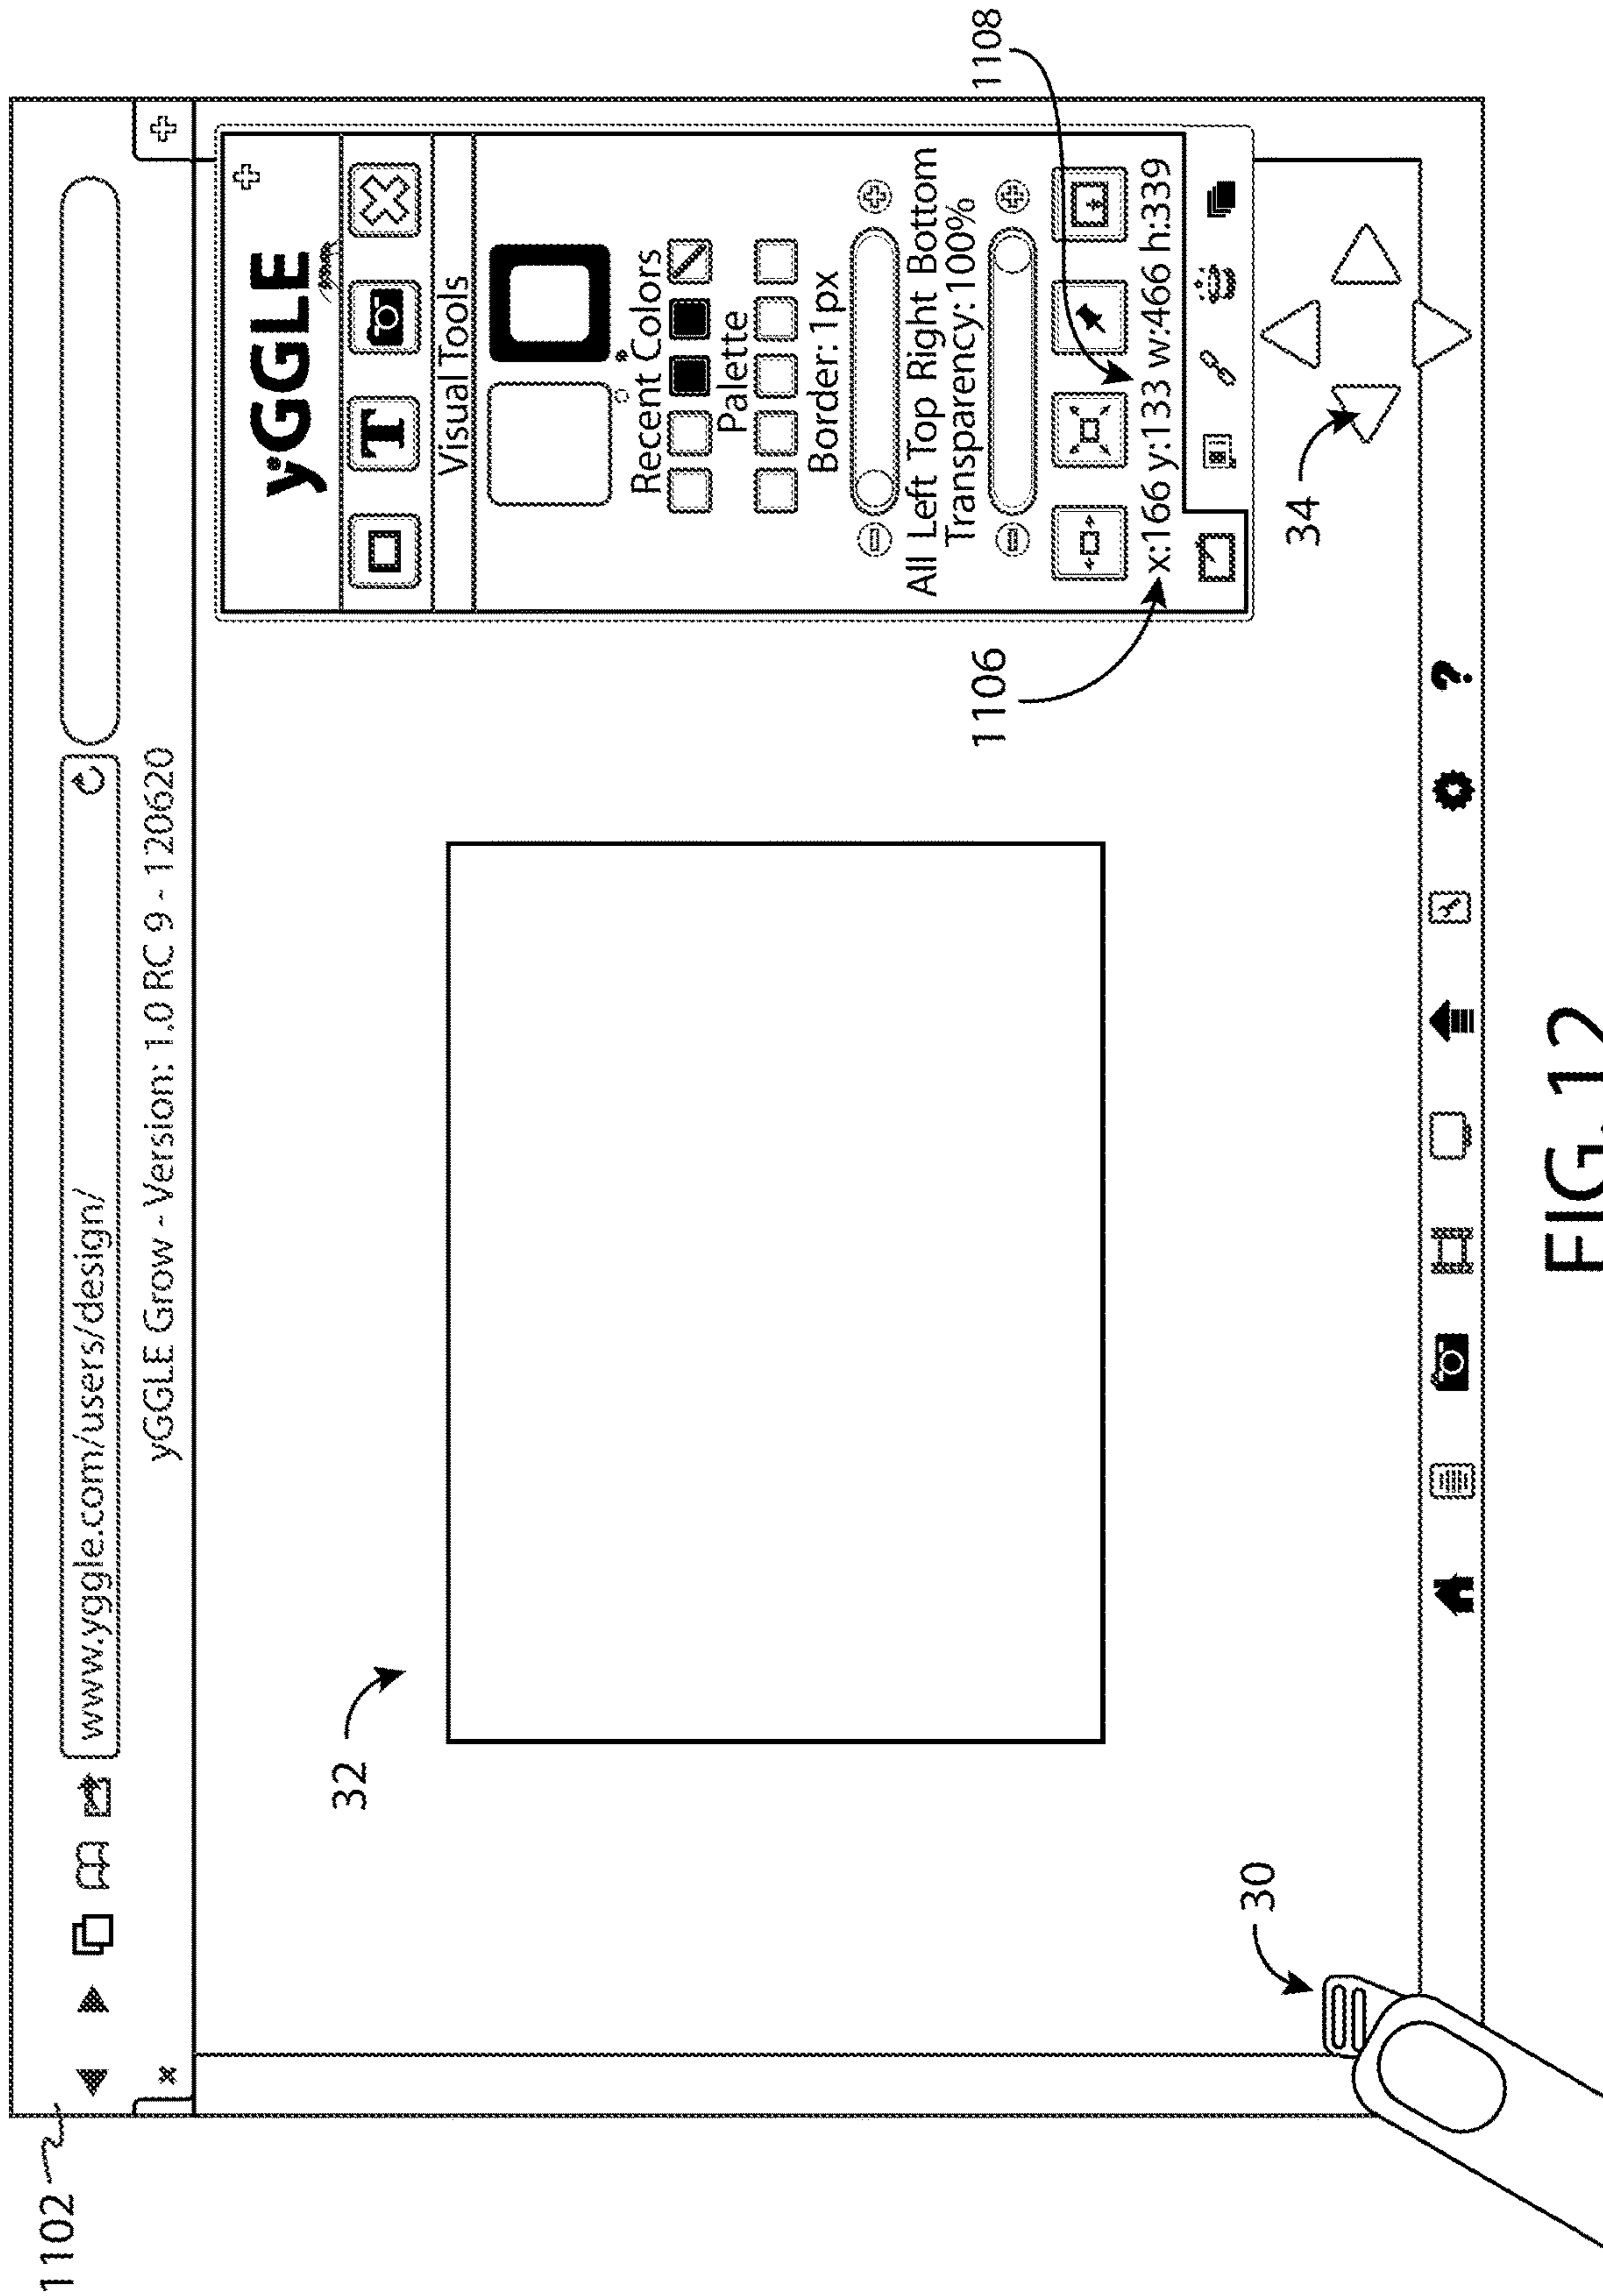 1102
www.yggle.com/users/design/
yGGLE Grow - Version: 1.0 RC 9 - 120620
32
yGGLE
T
Visual Tools
Recent Colors
Palette
Border:1px
All Left Top Right Bottom
Transparency:100%
x:166 y:133 w:466 h:339
1106
1108
30
34
?
FIG. 12